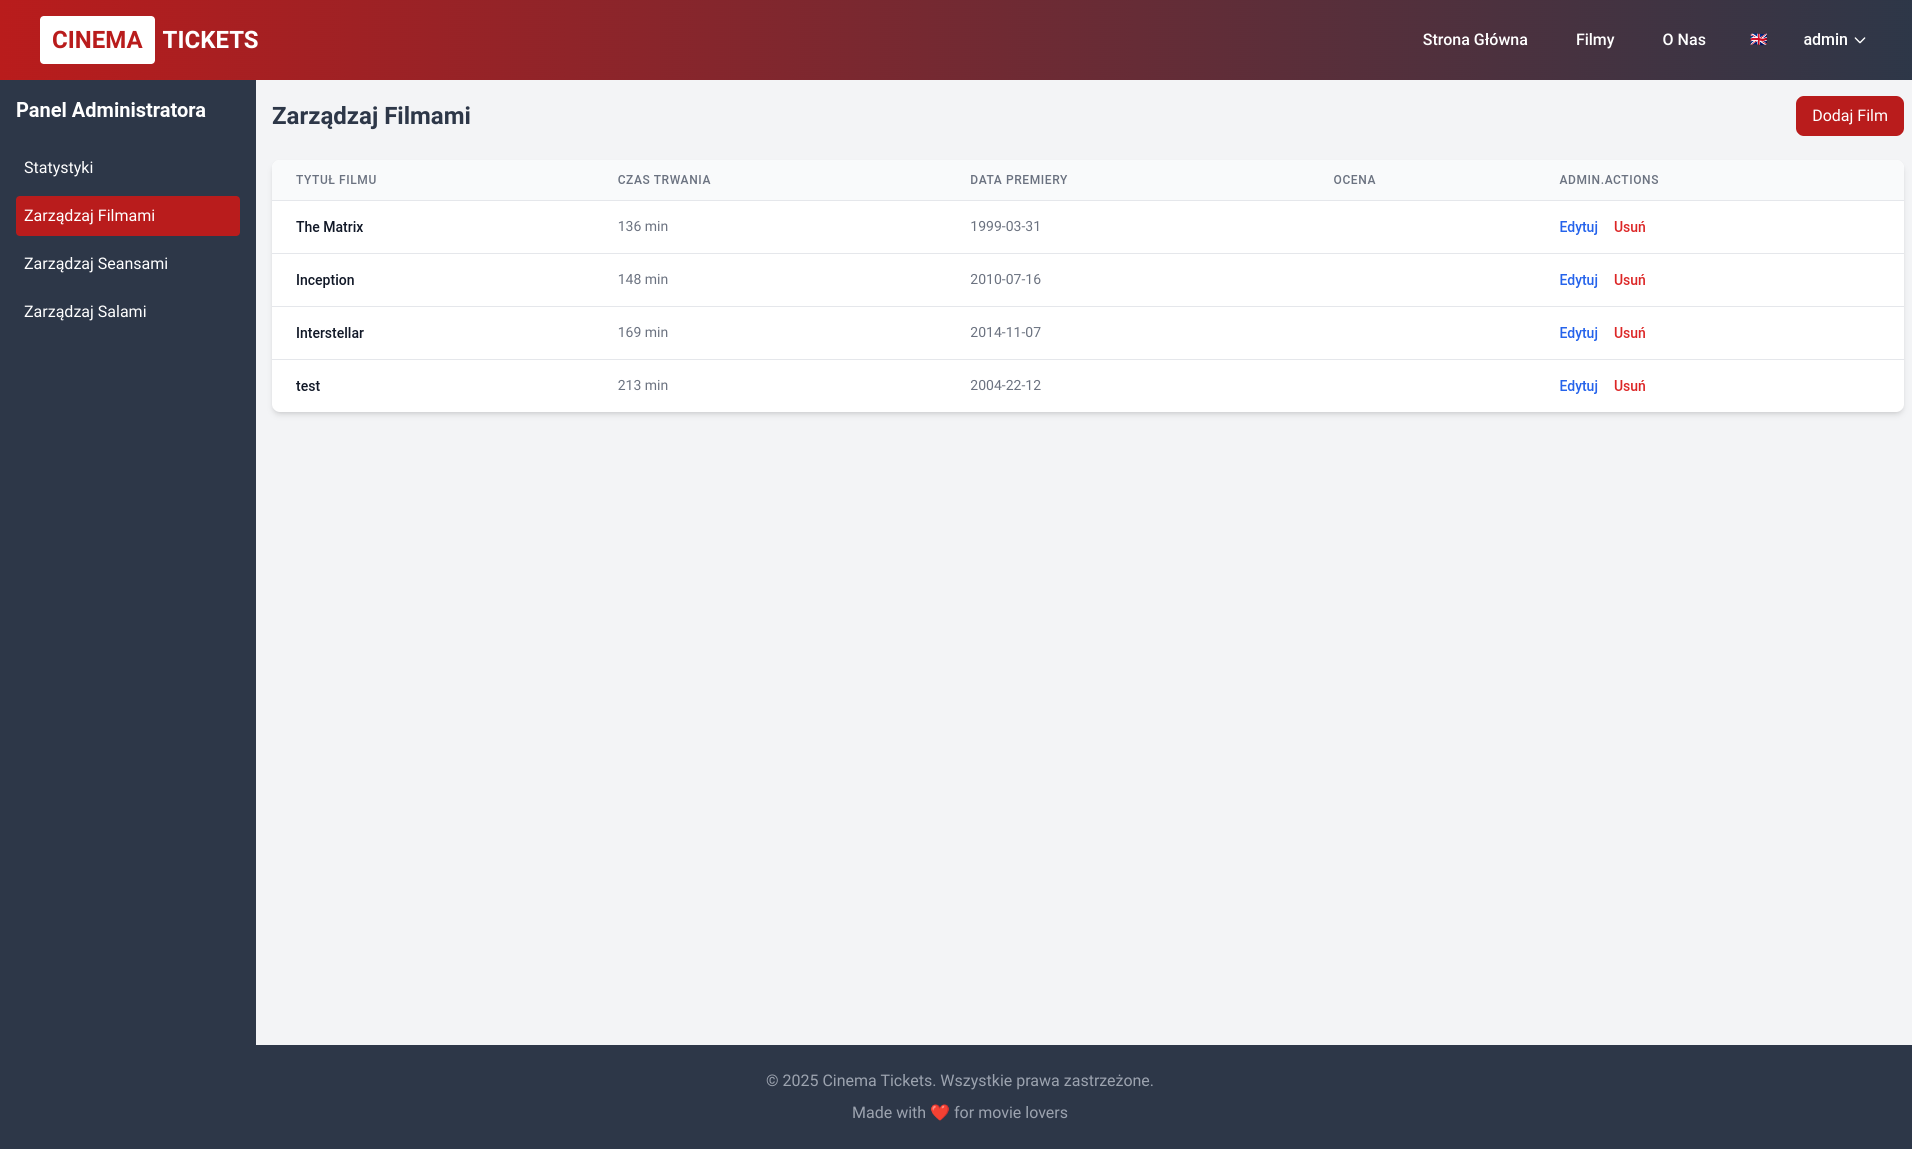 CINEMA TICKETS
Strona Główna Filmy O Nas 🇬🇧 admin
Panel Administratora
Statystyki
Zarządzaj Filmami
Zarządzaj Seansami
Zarządzaj Salami
Zarządzaj Filmami
Dodaj Film
TYTUŁ FILMU CZAS TRWANIA DATA PREMIERY OCENA ADMIN.ACTIONS
The Matrix 136 min 1999-03-31 Edytuj Usuń
Inception 148 min 2010-07-16 Edytuj Usuń
Interstellar 169 min 2014-11-07 Edytuj Usuń
test 213 min 2004-22-12 Edytuj Usuń
© 2025 Cinema Tickets. Wszystkie prawa zastrzeżone.
Made with ❤️ for movie lovers